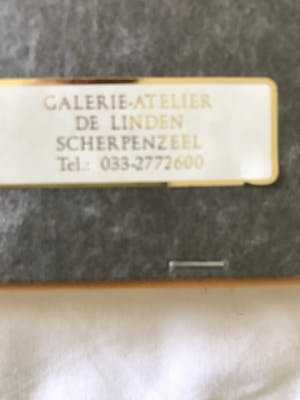 GALERIE-ATELIER
DE LINDEN
SCHERPENZEEL
Tel.: 033-2772600